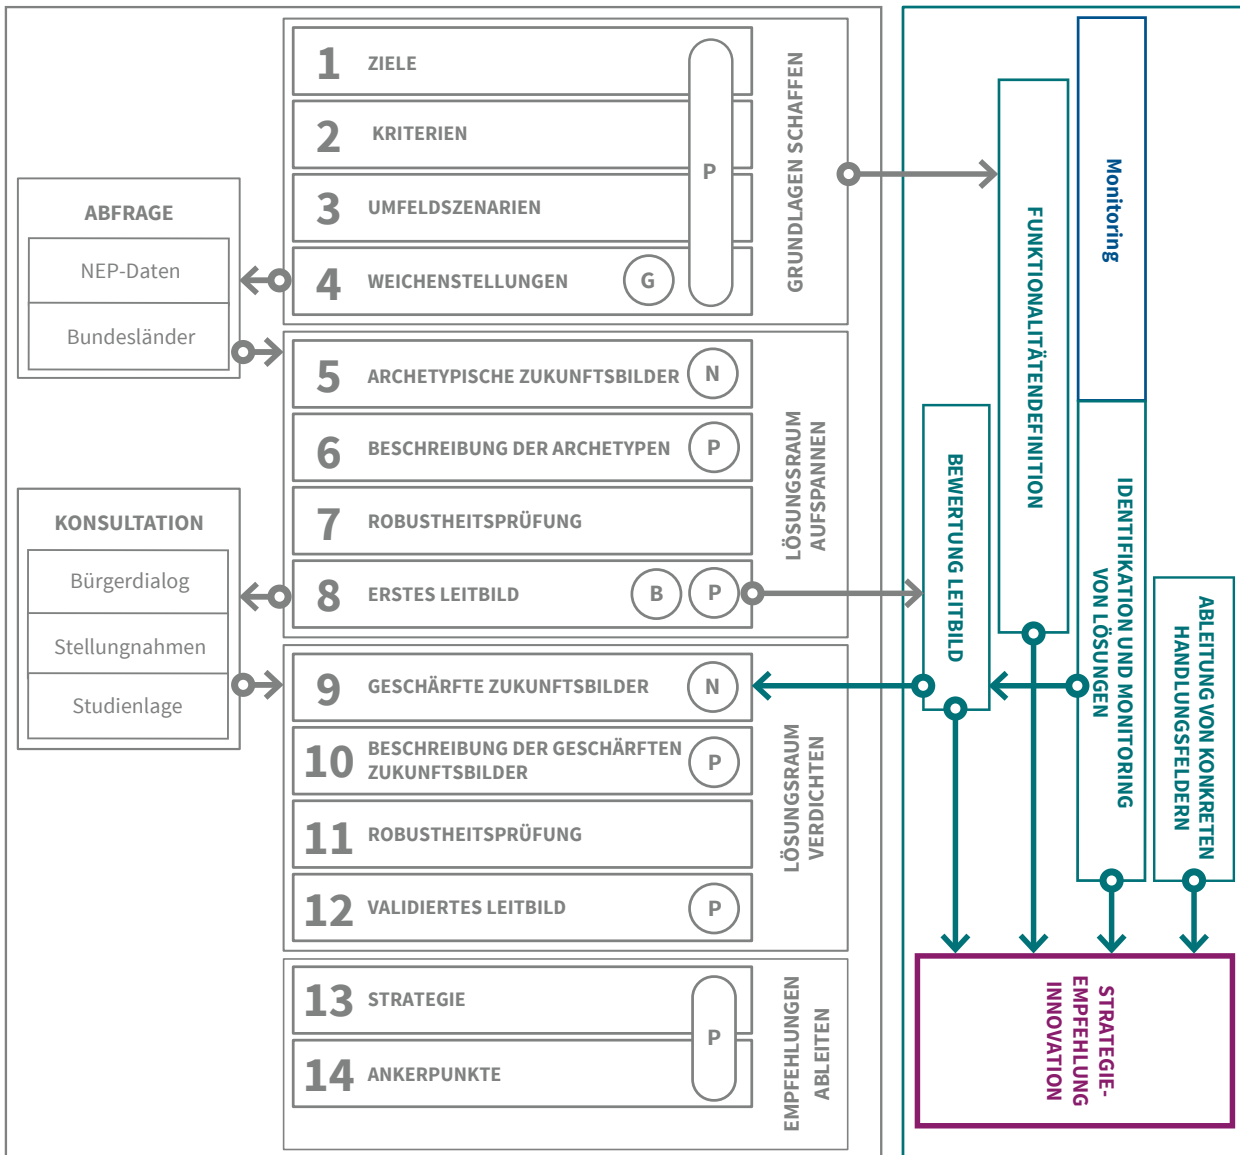 1 ZIELE
2 KRITERIEN
3 UMFELDSZENARIEN
4 WEICHENSTELLUNGEN G
P
GRUNDLAGEN SCHAFFEN
ABFRAGE
NEP-Daten
Bundesländer
5 ARCHETYPISCHE ZUKUNFTSBILDER N
6 BESCHREIBUNG DER ARCHETYPEN P
7 ROBUSTHEITSPRÜFUNG
8 ERSTES LEITBILD B P
LÖSUNGSRAUM
AUFSPANNEN
KONSULTATION
Bürgerdialog
Stellungnahmen
Studienlage
9 GESCHÄRFTE ZUKUNFTSBILDER N
10 BESCHREIBUNG DER GESCHÄRFTEN
ZUKUNFTSBILDER P
11 ROBUSTHEITSPRÜFUNG
12 VALIDIERTES LEITBILD P
LÖSUNGSRAUM
VERDICHTEN
13 STRATEGIE
14 ANKERPUNKTE
P
EMPFEHLUNGEN
ABLEITEN
BEWERTUNG LEITBILD
FUNKTIONALITÄTENDEFINITION
Monitoring
IDENTIFIKATION UND MONITORING
VON LÖSUNGEN
ABLEITUNG VON KONKRETEN
HANDLUNGSFELDERN
STRATEGIE-
EMPFEHLUNG
INNOVATION